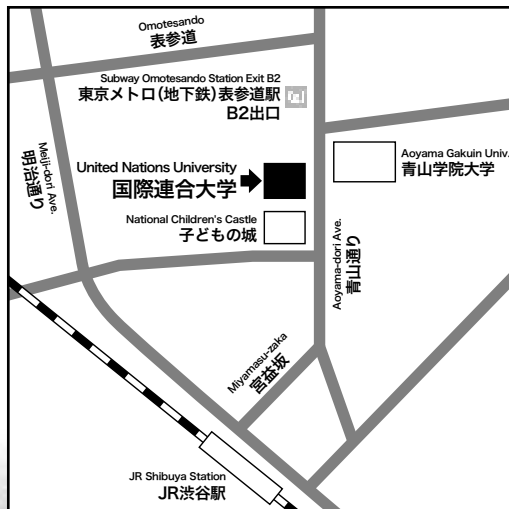 Omotesando
表参道
Subway Omotesando Station Exit B2
東京メトロ(地下鉄)表参道駅
B2出口
Meiji-dori Ave.
明治通り
United Nations University
国際連合大学
Aoyama Gakuin Univ.
青山学院大学
National Children's Castle
子どもの城
Aoyama-dori Ave.
青山通り
Miyamasu-zaka
宮益坂
JR Shibuya Station
JR渋谷駅